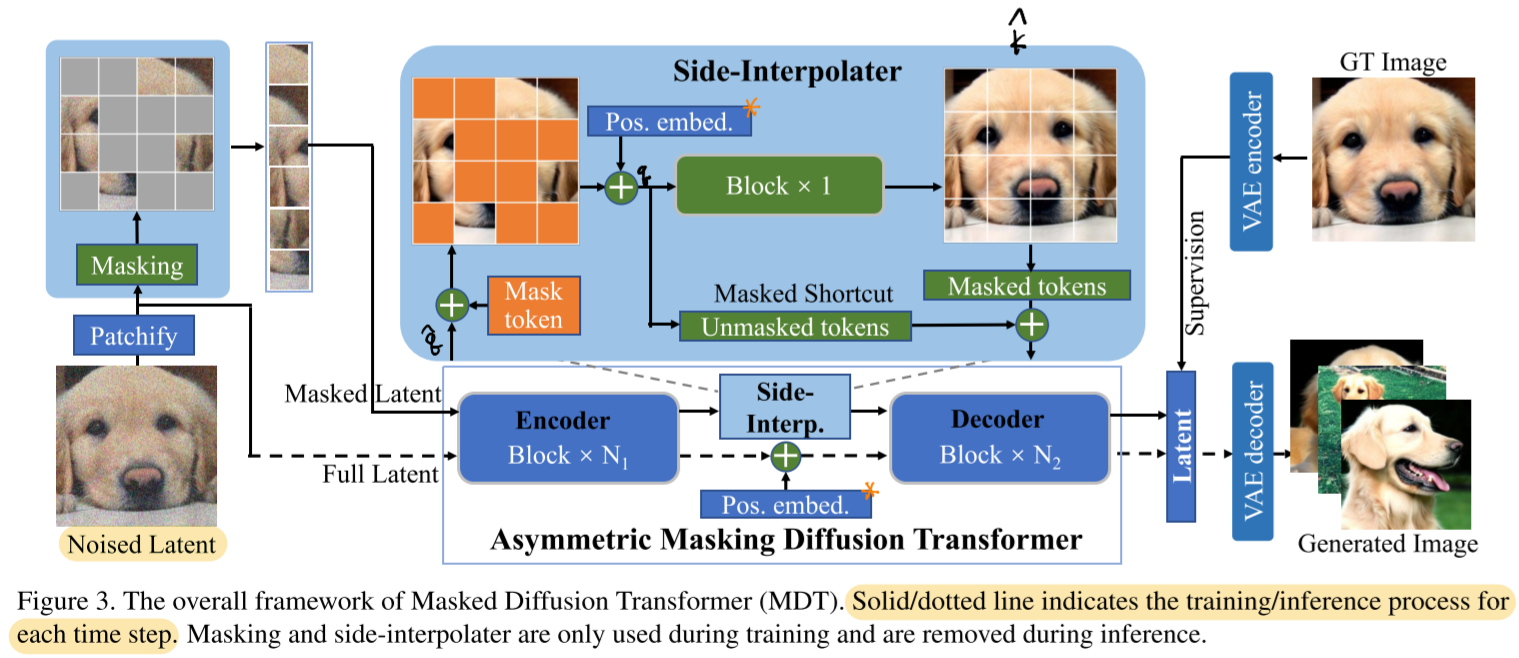 Side-Interpolater
k̂
GT Image
Pos. embed. *
q
Block × 1
VAE encoder
Masking
Mask
token
Masked Shortcut
Masked tokens
Unmasked tokens
q̂
Supervision
Patchify
Masked Latent
Encoder
Block × N₁
Side-
Interp.
Decoder
Block × N₂
Full Latent
Pos. embed. *
Latent
VAE decoder
Noised Latent
Asymmetric Masking Diffusion Transformer
Generated Image
Figure 3. The overall framework of Masked Diffusion Transformer (MDT). Solid/dotted line indicates the training/inference process for
each time step. Masking and side-interpolater are only used during training and are removed during inference.